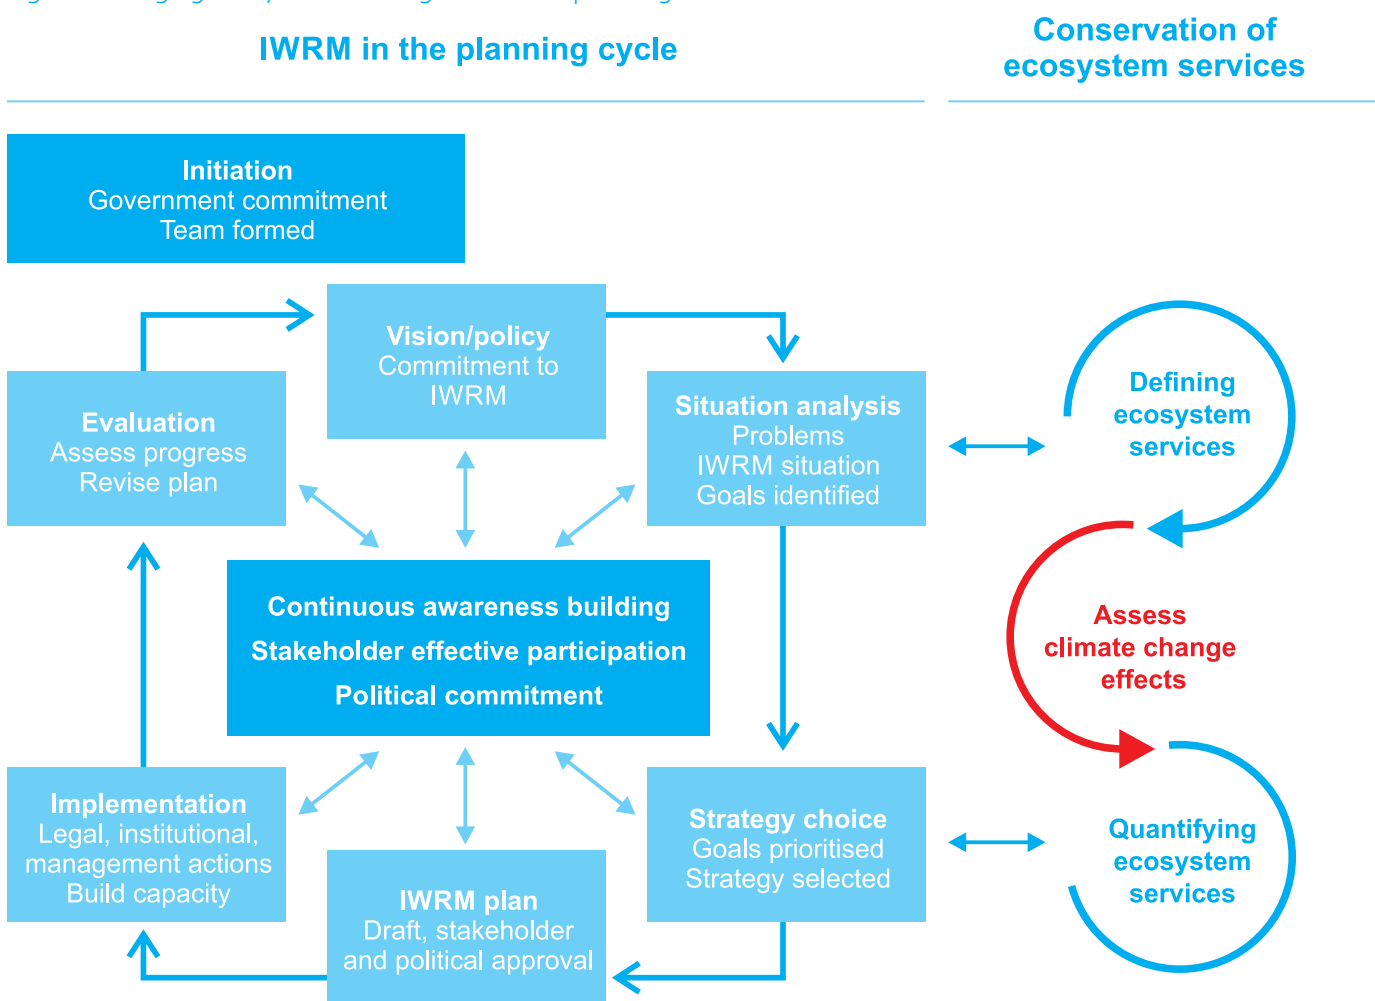 IWRM in the planning cycle
Conservation of
ecosystem services
Initiation
Government commitment
Team formed
Vision/policy
Commitment to
IWRM
Situation analysis
Problems
IWRM situation
Goals identified
Evaluation
Assess progress
Revise plan
Continuous awareness building
Stakeholder effective participation
Political commitment
Implementation
Legal, institutional,
management actions
Build capacity
IWRM plan
Draft, stakeholder
and political approval
Strategy choice
Goals prioritised
Strategy selected
Defining
ecosystem
services
Assess
climate change
effects
Quantifying
ecosystem
services